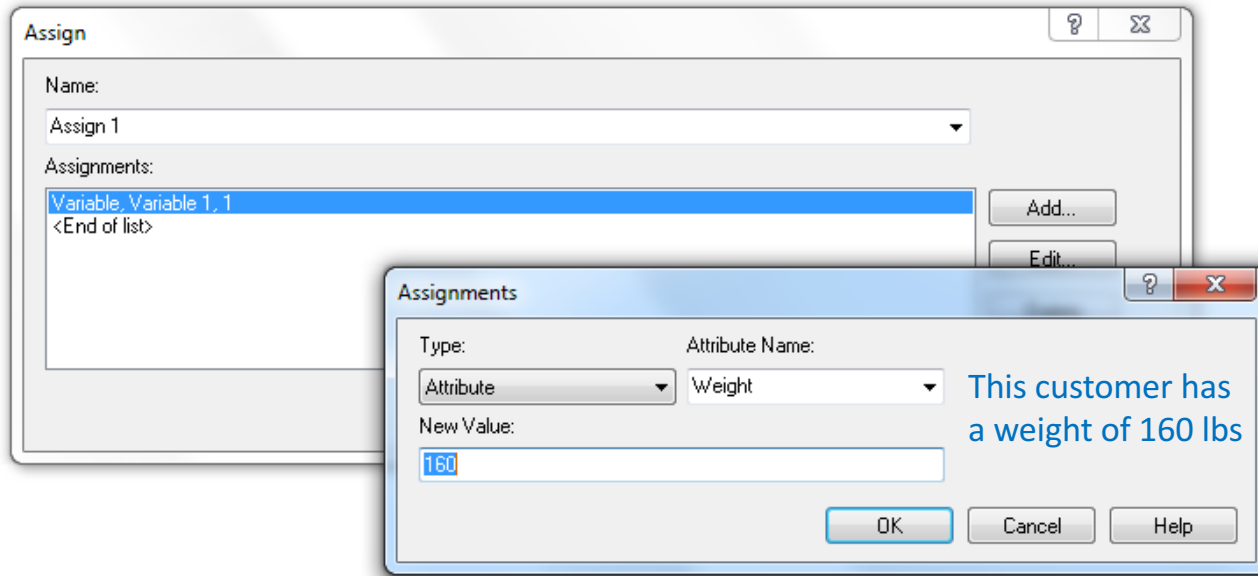 Assign
Name:
Assign 1
Assignments:
Variable, Variable 1, 1
<End of list>
Add...
Edit...
Assignments
Type:
Attribute Name:
Attribute
Weight
New Value:
160
This customer has
a weight of 160 lbs
OK
Cancel
Help